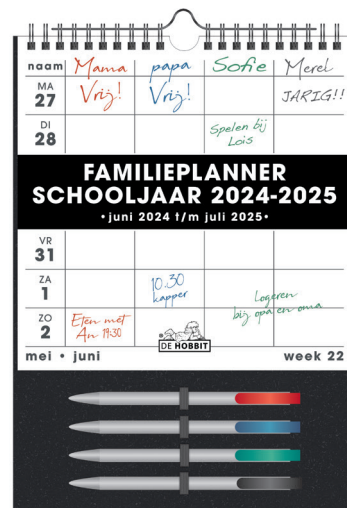 naam Mama papa Sofie Merel
MA
27 Vrij! Vrij! JARIG!!
DI
28 Spelen bij
Lois
FAMILIEPLANNER
SCHOOLJAAR 2024-2025
•juni 2024 t/m juli 2025•
VR
31
ZA
1 10.30
kapper
Logeren
bij opa en oma
ZO
2 Eten met
An 19:30
DE HOBBIT
mei • juni week 22